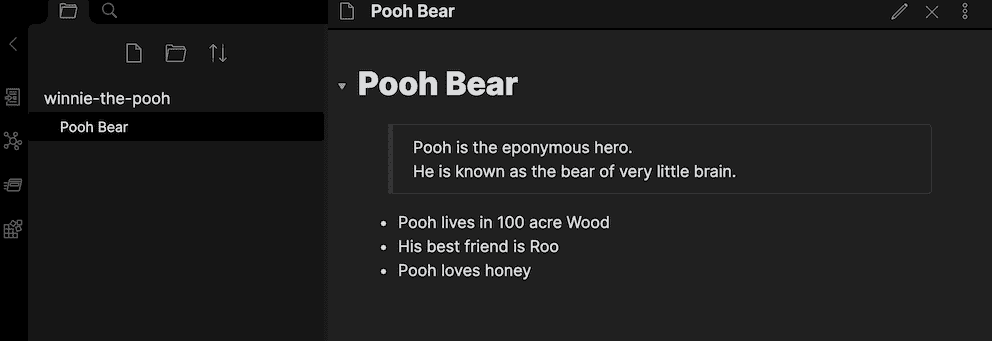 Pooh Bear
winnie-the-pooh
Pooh Bear
Pooh Bear
Pooh is the eponymous hero.
He is known as the bear of very little brain.
• Pooh lives in 100 acre Wood
• His best friend is Roo
• Pooh loves honey